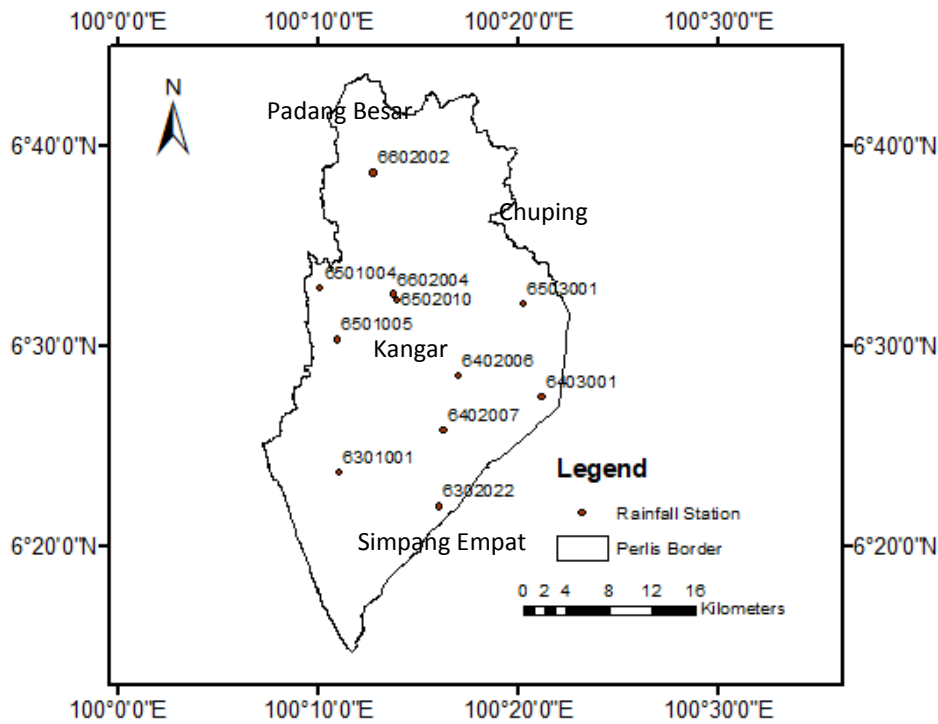 100°0'0"E 100°10'0"E 100°20'0"E 100°30'0"E
N
Padang Besar
6°40'0"N 6°40'0"N
6602002
Chuping
6501004 6602004 6503001
6502010
6501005
6°30'0"N 6°30'0"N
Kangar
6402006
6403001
6402007
6301001
Legend
6302022
Rainfall Station
Simpang Empat
6°20'0"N 6°20'0"N
Perlis Border
0 2 4 8 12 16
Kilometers
100°0'0"E 100°10'0"E 100°20'0"E 100°30'0"E